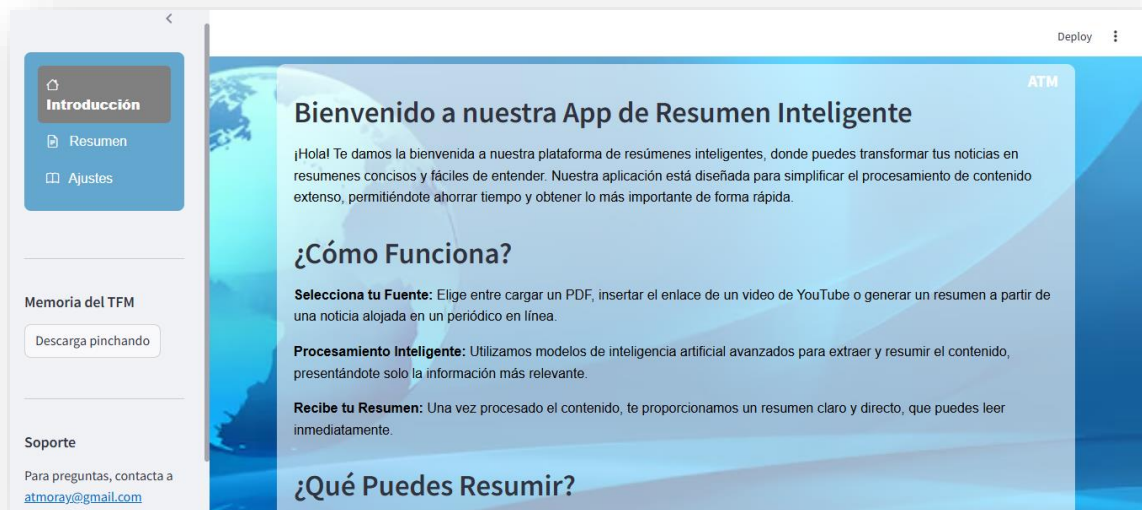 Deploy
Introducción
Resumen
Ajustes
Memoria del TFM
Descarga pinchando
Soporte
Para preguntas, contacta a
atmoray@gmail.com
ATM
Bienvenido a nuestra App de Resumen Inteligente
¡Hola! Te damos la bienvenida a nuestra plataforma de resúmenes inteligentes, donde puedes transformar tus noticias en
resumenes concisos y fáciles de entender. Nuestra aplicación está diseñada para simplificar el procesamiento de contenido
extenso, permitiéndote ahorrar tiempo y obtener lo más importante de forma rápida.
¿Cómo Funciona?
Selecciona tu Fuente: Elige entre cargar un PDF, insertar el enlace de un video de YouTube o generar un resumen a partir de
una noticia alojada en un periódico en línea.
Procesamiento Inteligente: Utilizamos modelos de inteligencia artificial avanzados para extraer y resumir el contenido,
presentándote solo la información más relevante.
Recibe tu Resumen: Una vez procesado el contenido, te proporcionamos un resumen claro y directo, que puedes leer
inmediatamente.
¿Qué Puedes Resumir?